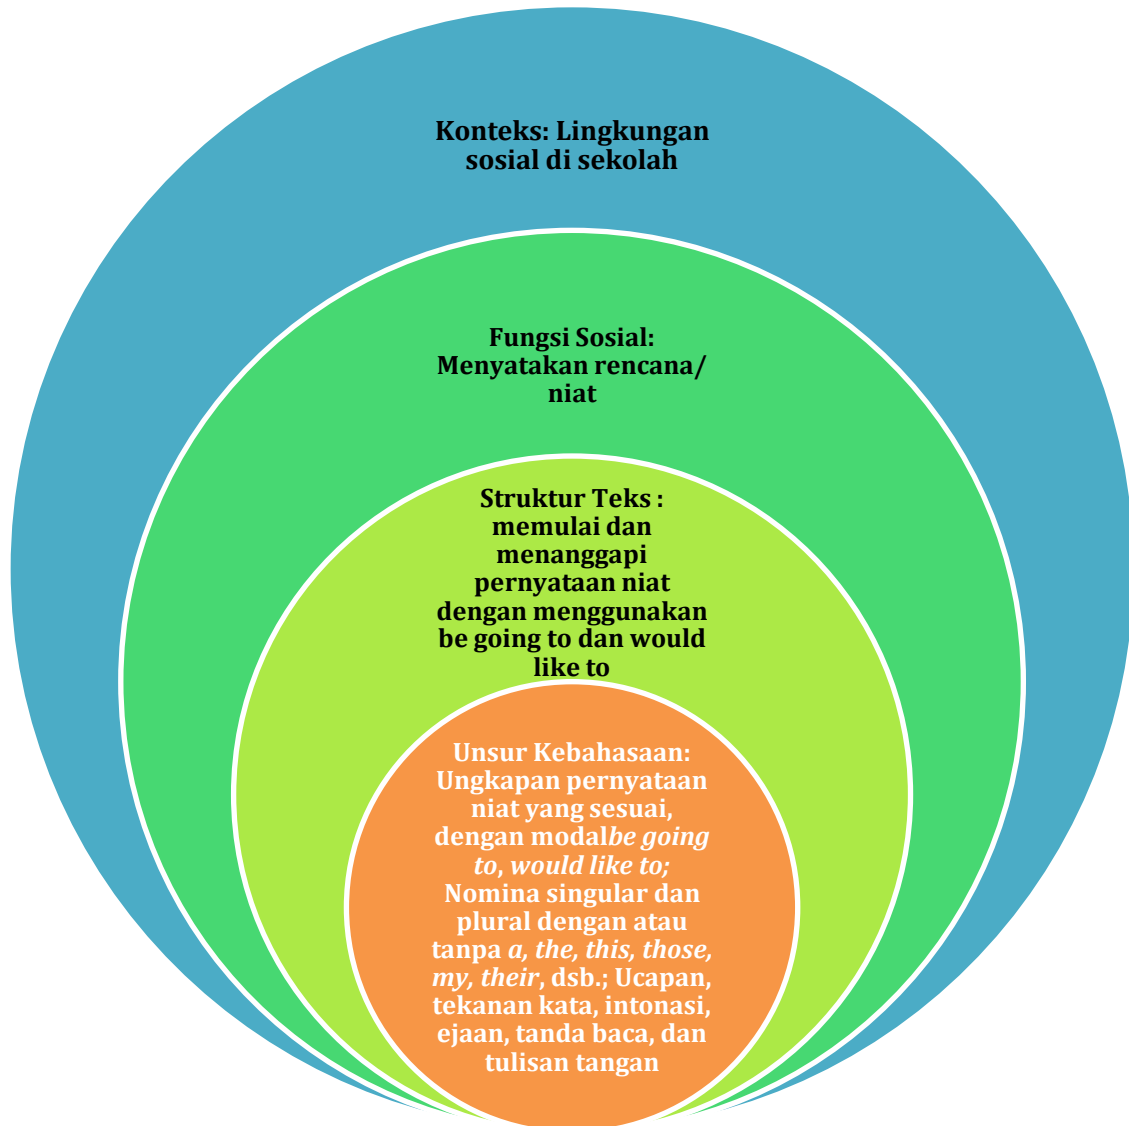 Konteks: Lingkungan
sosial di sekolah
Fungsi Sosial:
Menyatakan rencana/
niat
Struktur Teks :
memulai dan
menanggapi
pernyataan niat
dengan menggunakan
be going to dan would
like to
Unsur Kebahasaan:
Ungkapan pernyataan
niat yang sesuai,
dengan modalbe going
to, would like to;
Nomina singular dan
plural dengan atau
tanpa a, the, this, those,
my, their, dsb.; Ucapan,
tekanan kata, intonasi,
ejaan, tanda baca, dan
tulisan tangan